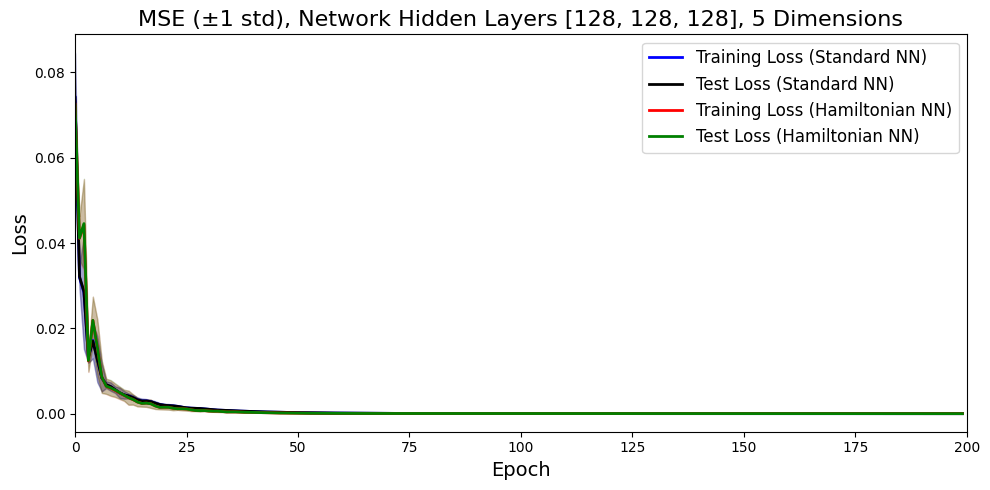 MSE (±1 std), Network Hidden Layers [128, 128, 128], 5 Dimensions
Training Loss (Standard NN)
Test Loss (Standard NN)
Training Loss (Hamiltonian NN)
Test Loss (Hamiltonian NN)
Loss
0.08
0.06
0.04
0.02
0.00
0 25 50 75 100 125 150 175 200
Epoch